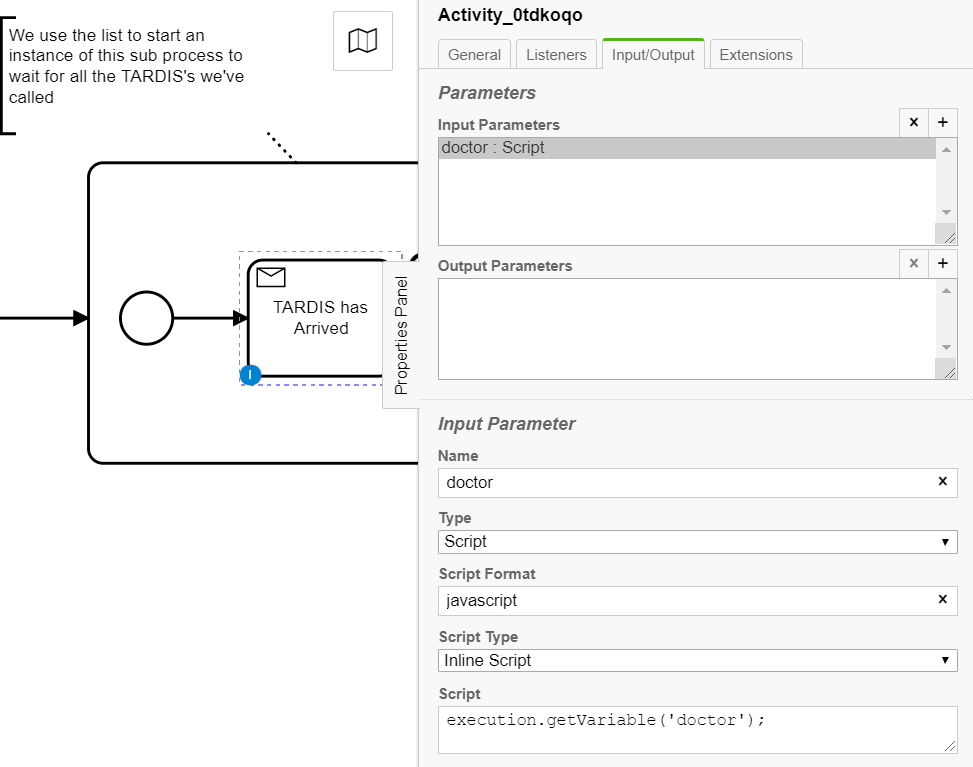 We use the list to start an
instance of this sub process to
wait for all the TARDIS's we've
called
TARDIS has
Arrived
I
Properties Panel
Activity_0tdkoqo
General Listeners Input/Output Extensions
Parameters
Input Parameters × +
doctor : Script
Output Parameters × +
Input Parameter
Name
doctor ×
Type
Script
Script Format
javascript ×
Script Type
Inline Script
Script
execution.getVariable('doctor');